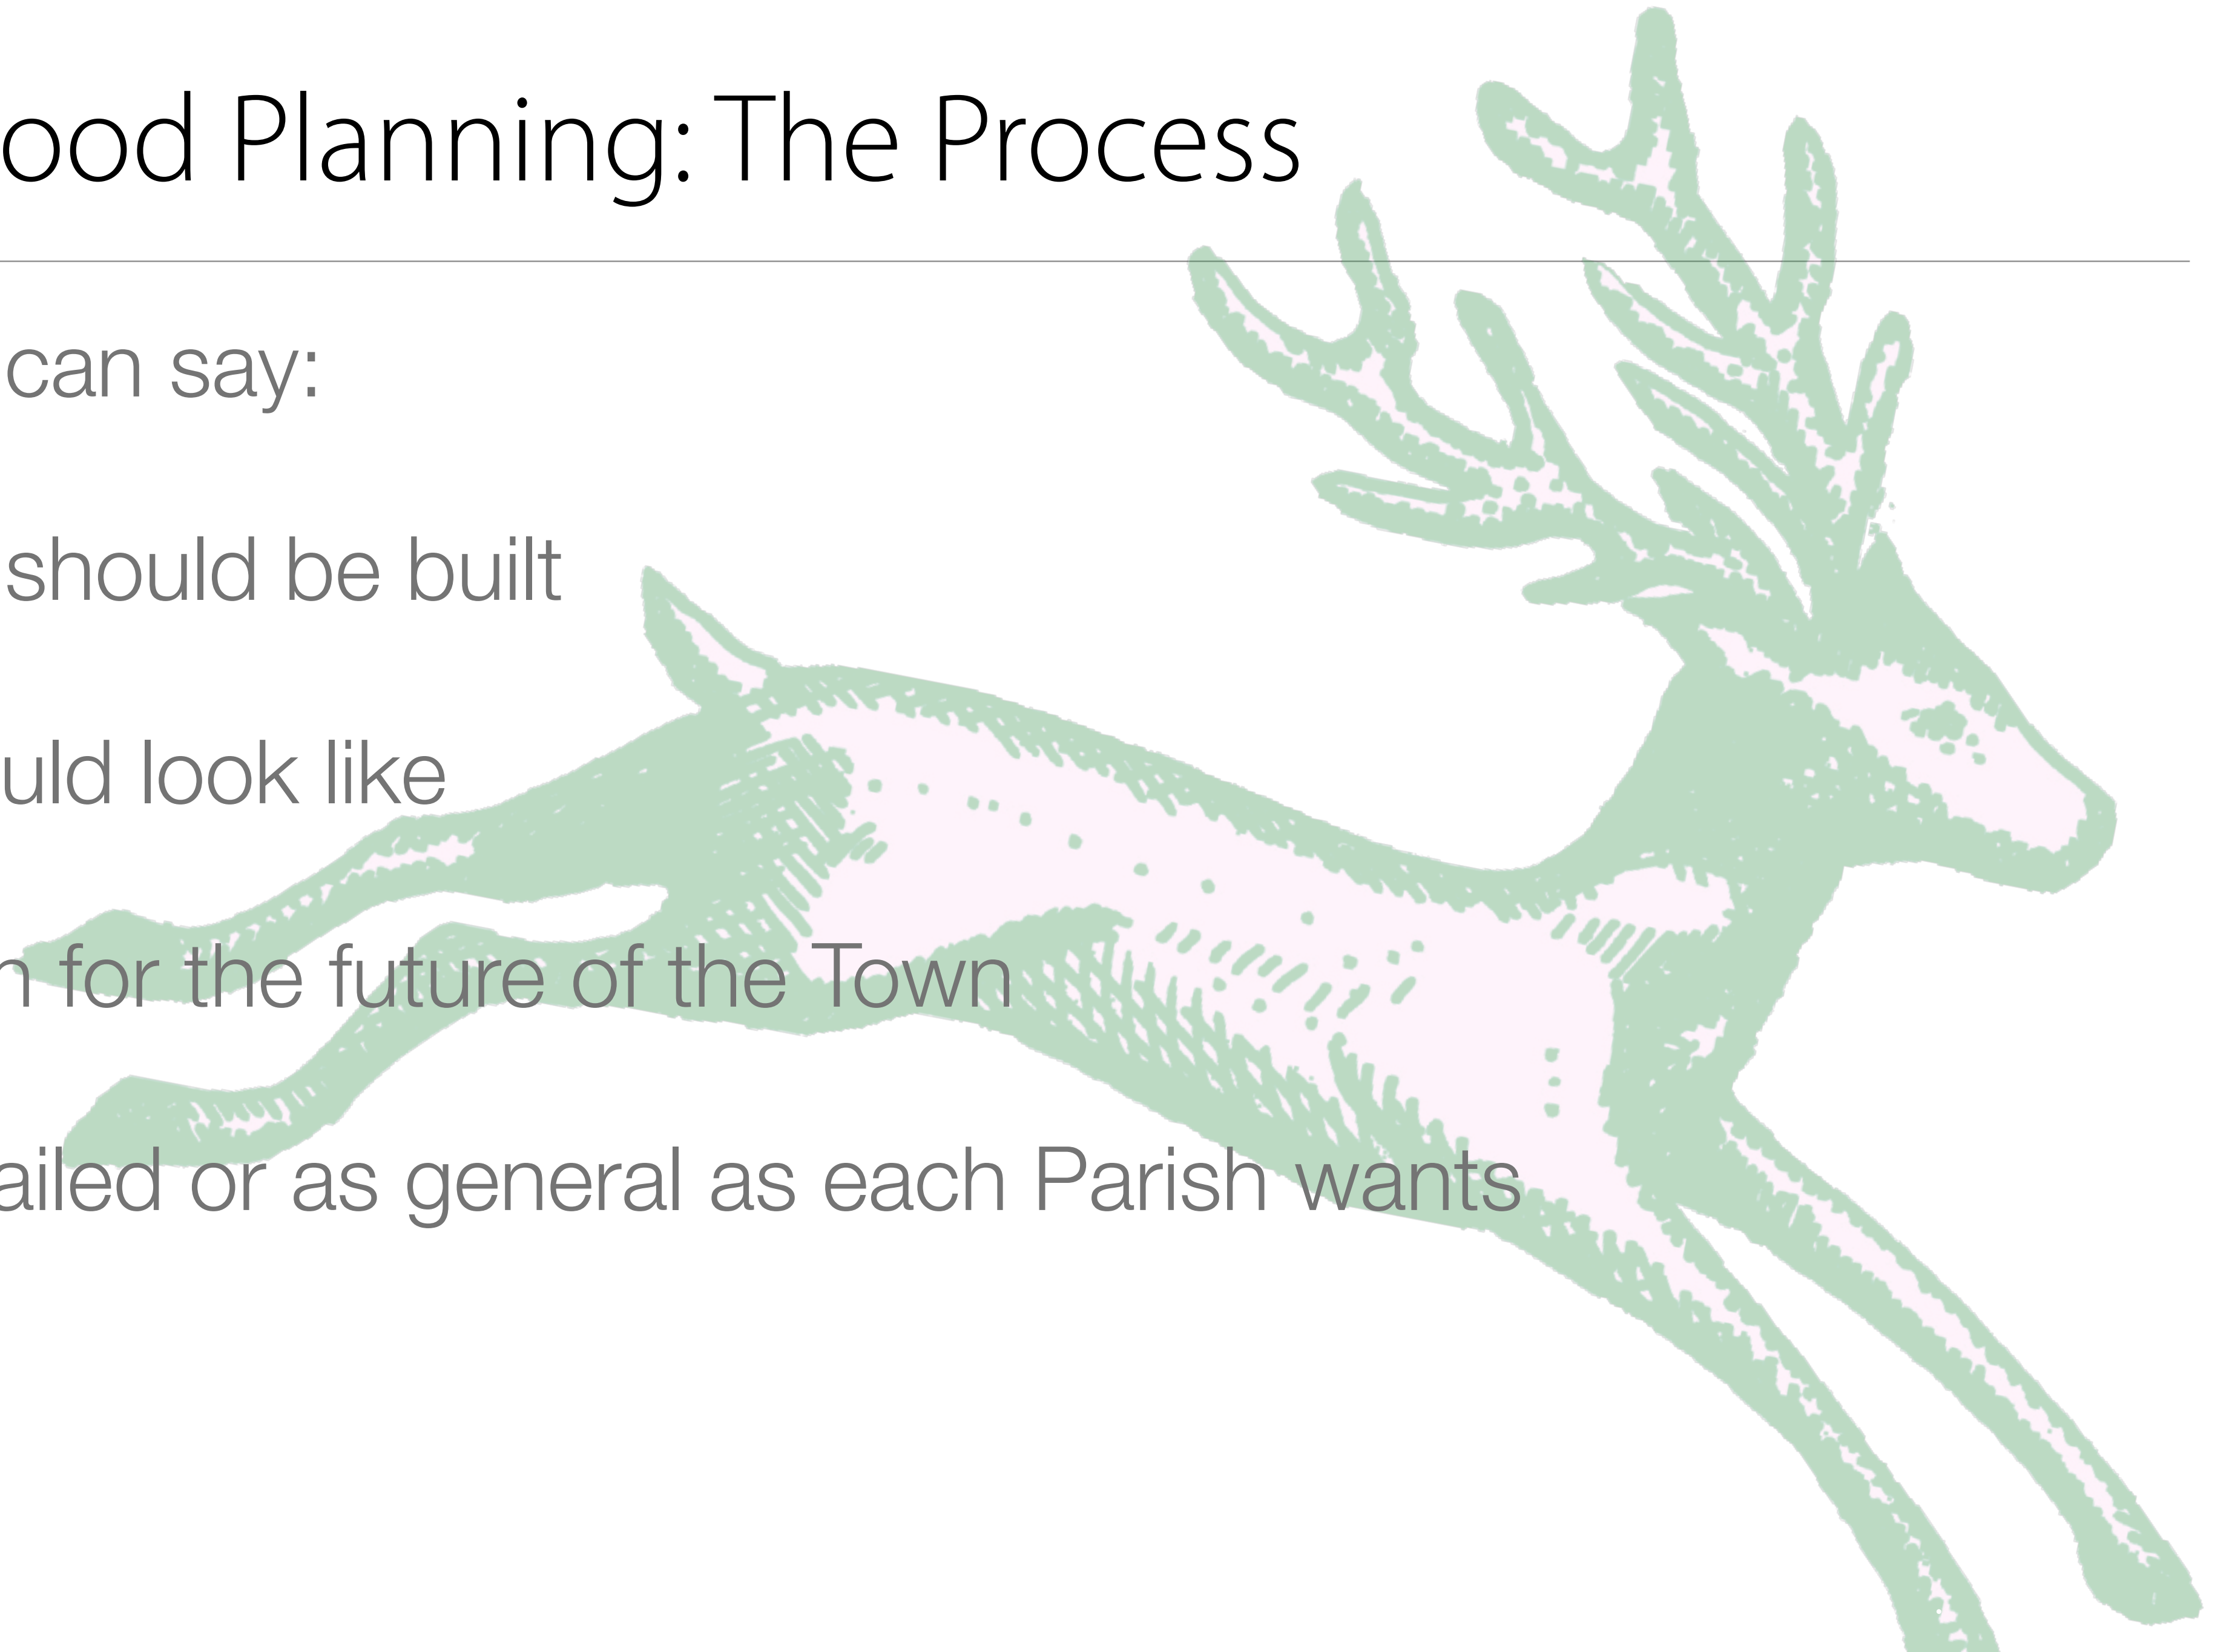 ood Planning: The Process
can say:
should be built
uld look like
n for the future of the Town
ailed or as general as each Parish wants